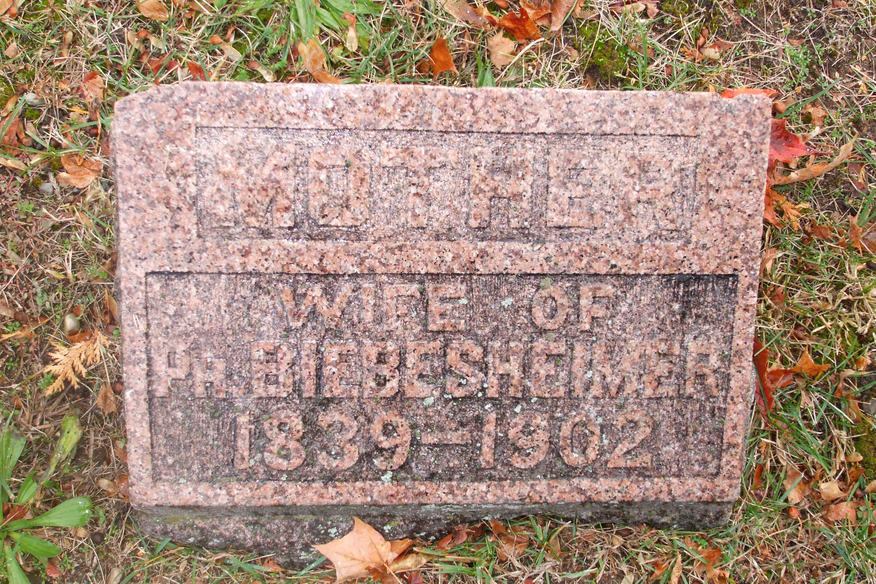 MOTHER
WIFE OF
PH. BIEBESHEIMER
1839-1902